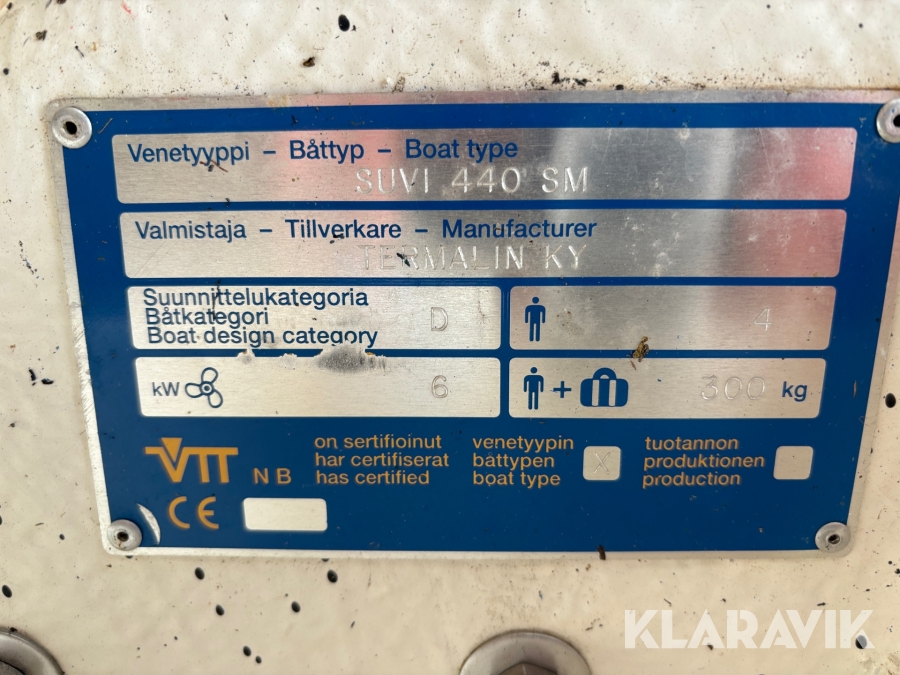 Venetyyppi – Båttyp – Boat type
SUVI 440 SM
Valmistaja – Tillverkare – Manufacturer
TERMALIN KY
Suunnittelukategoria
Båtkategori
Boat design category
D
4
kW
6
+
300 kg
VTT NB
on sertifioinut
har certifiserat
has certified
venetyypin
båttypen
boat type
X
tuotannon
produktionen
production
CE
KLARAVIK